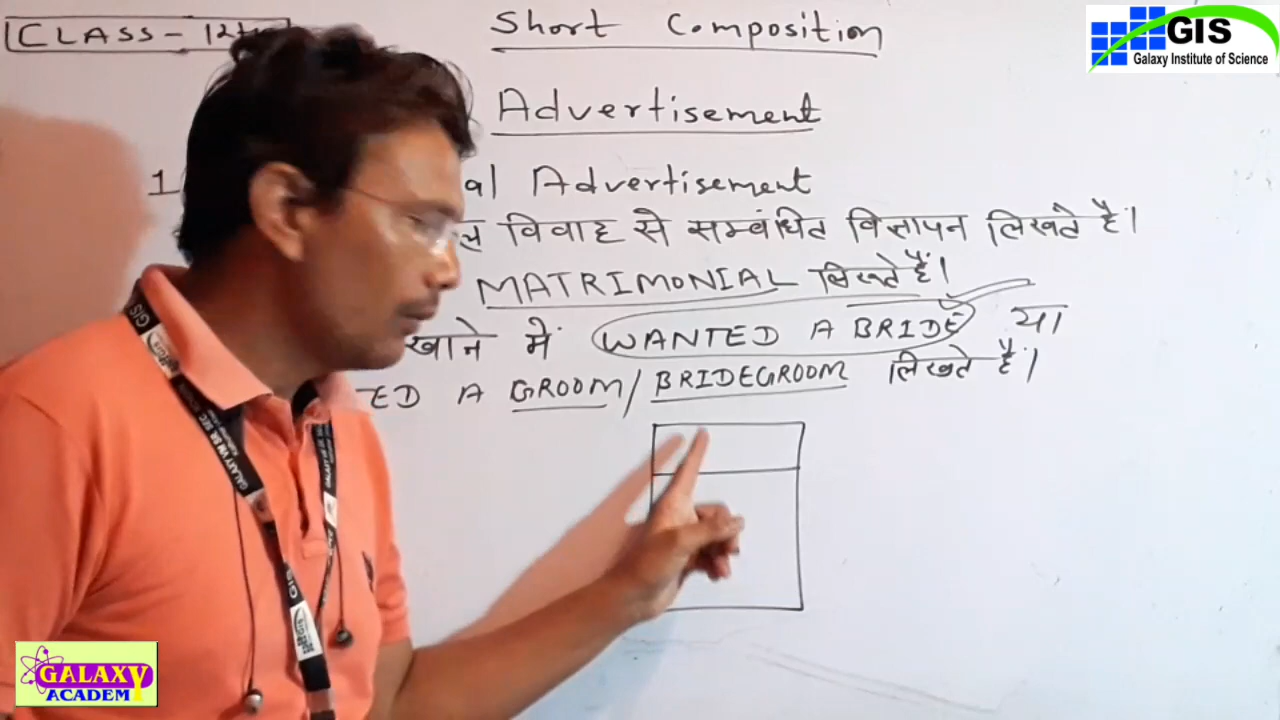 CLASS - 12th
Short Composition
GIS
Galaxy Institute of Science
Advertisement
1
al Advertisement
विवाह से सम्बंधित विज्ञापन लिखते है।
MATRIMONIAL लिखते हैं।
खाने में WANTED A BRIDE या
ED A GROOM/BRIDEGROOM लिखते है।
GALAXY
ACADEMY